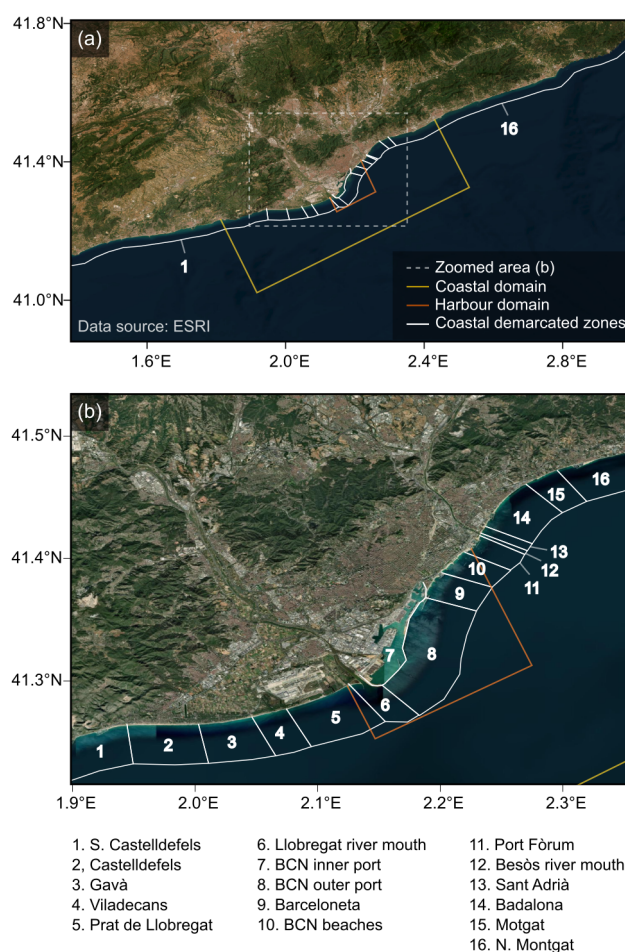 41.8°N
(a)
16
41.4°N
1
Zoomed area (b)
Coastal domain
41.0°N
Harbour domain
Data source: ESRI
Coastal demarcated zones
1.6°E 2.0°E 2.4°E 2.8°E
(b)
41.5°N
16
15
14
41.4°N
13
10
12
9
11
7
8
41.3°N
6
5
4
3
2
1
1.9°E 2.0°E 2.1°E 2.2°E 2.3°E
1. S. Castelldefels
2, Castelldefels
3. Gavà
4. Viladecans
5. Prat de Llobregat
6. Llobregat river mouth
7. BCN inner port
8. BCN outer port
9. Barceloneta
10. BCN beaches
11. Port Fòrum
12. Besòs river mouth
13. Sant Adrià
14. Badalona
15. Motgat
16. N. Montgat